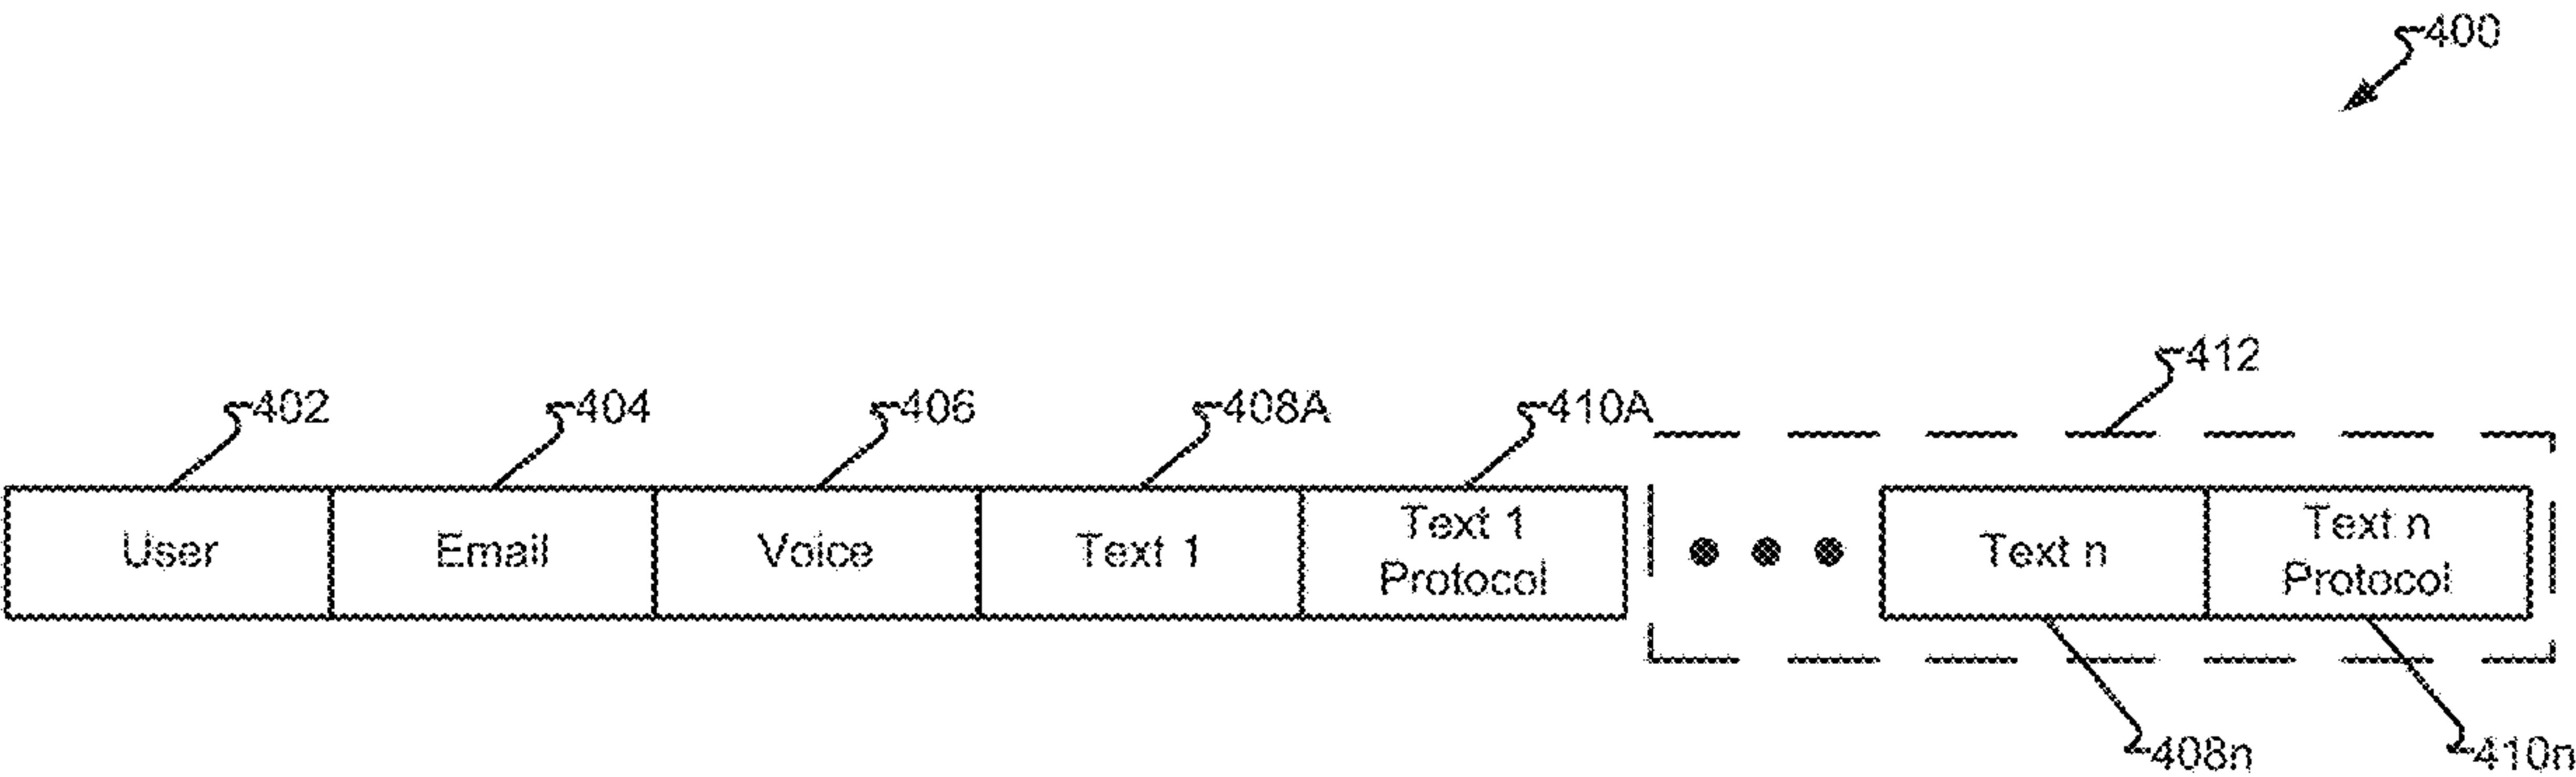 400
412
402
404
406
408A
410A
User
Email
Voice
Text 1
Text 1
Protocol
Text n
Text n
Protocol
408n
410n